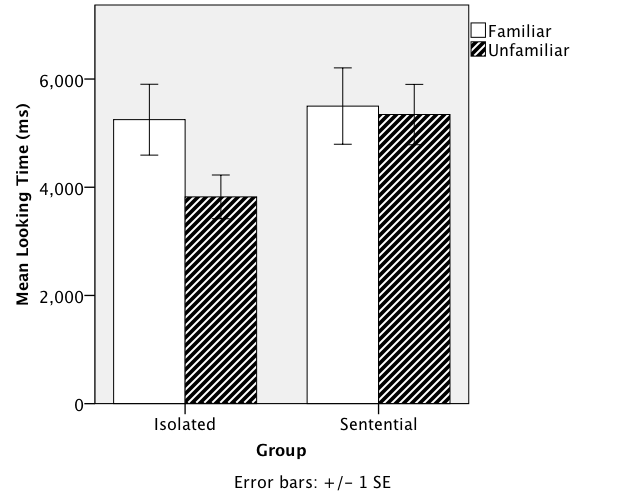 Familiar
Unfamiliar
Mean Looking Time (ms)
6,000
4,000
2,000
0
Isolated
Sentential
Group
Error bars: +/- 1 SE